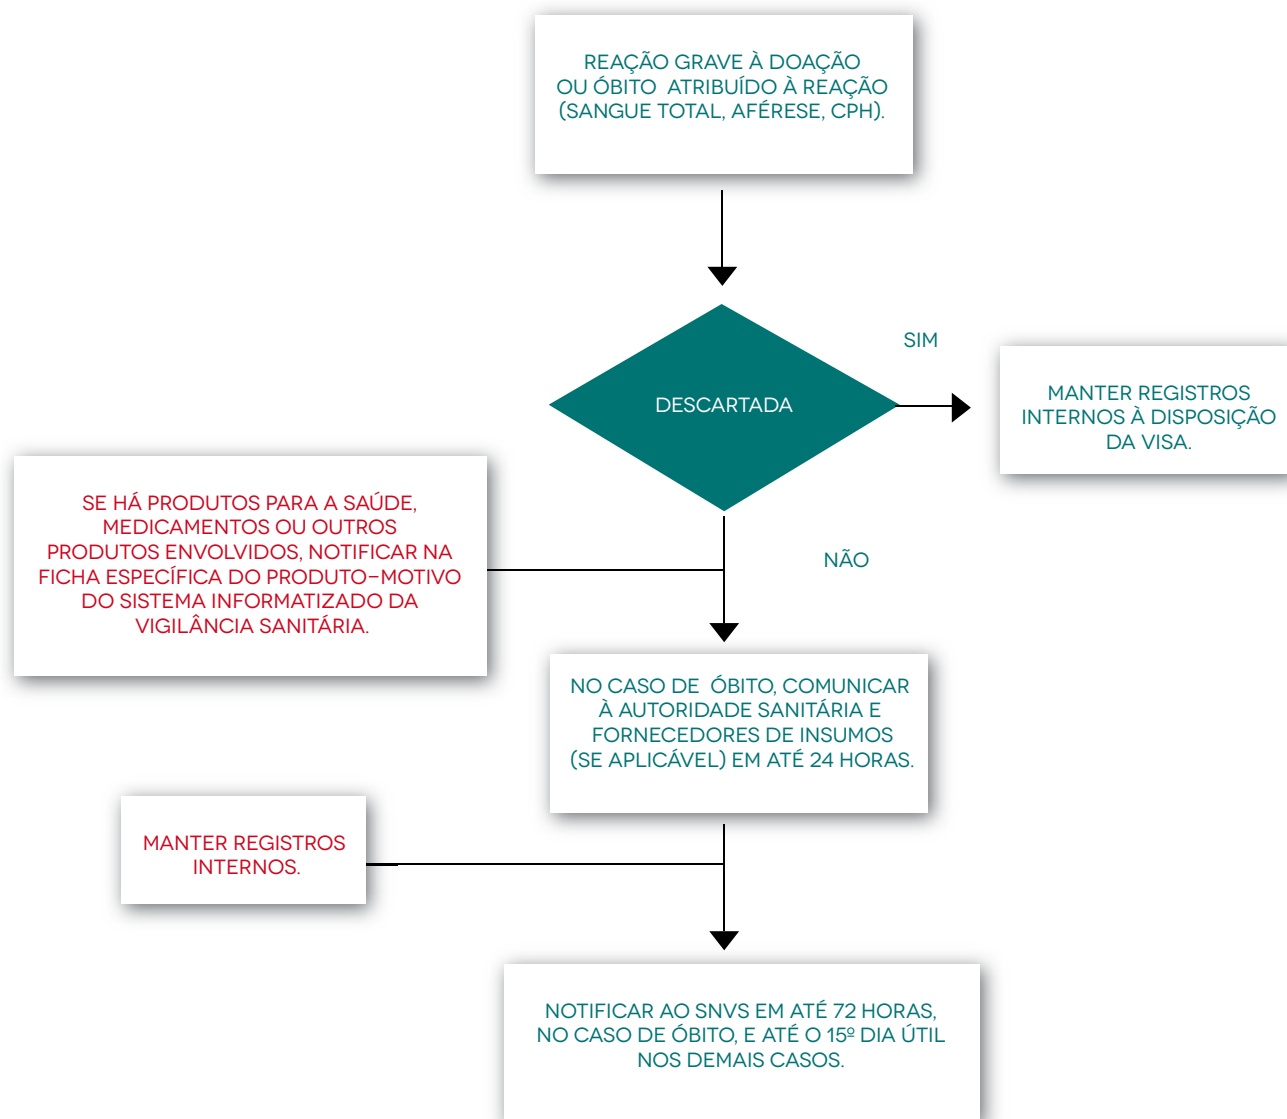 REAÇÃO GRAVE À DOAÇÃO
OU ÓBITO ATRIBUÍDO À REAÇÃO
(SANGUE TOTAL, AFÉRESE, CPH).
DESCARTADA
SIM
MANTER REGISTROS
INTERNOS À DISPOSIÇÃO
DA VISA.
SE HÁ PRODUTOS PARA A SAÚDE,
MEDICAMENTOS OU OUTROS
PRODUTOS ENVOLVIDOS, NOTIFICAR NA
FICHA ESPECÍFICA DO PRODUTO-MOTIVO
DO SISTEMA INFORMATIZADO DA
VIGILÂNCIA SANITÁRIA.
NÃO
NO CASO DE ÓBITO, COMUNICAR
À AUTORIDADE SANITÁRIA E
FORNECEDORES DE INSUMOS
(SE APLICÁVEL) EM ATÉ 24 HORAS.
MANTER REGISTROS
INTERNOS.
NOTIFICAR AO SNVS EM ATÉ 72 HORAS,
NO CASO DE ÓBITO, E ATÉ O 15º DIA ÚTIL
NOS DEMAIS CASOS.